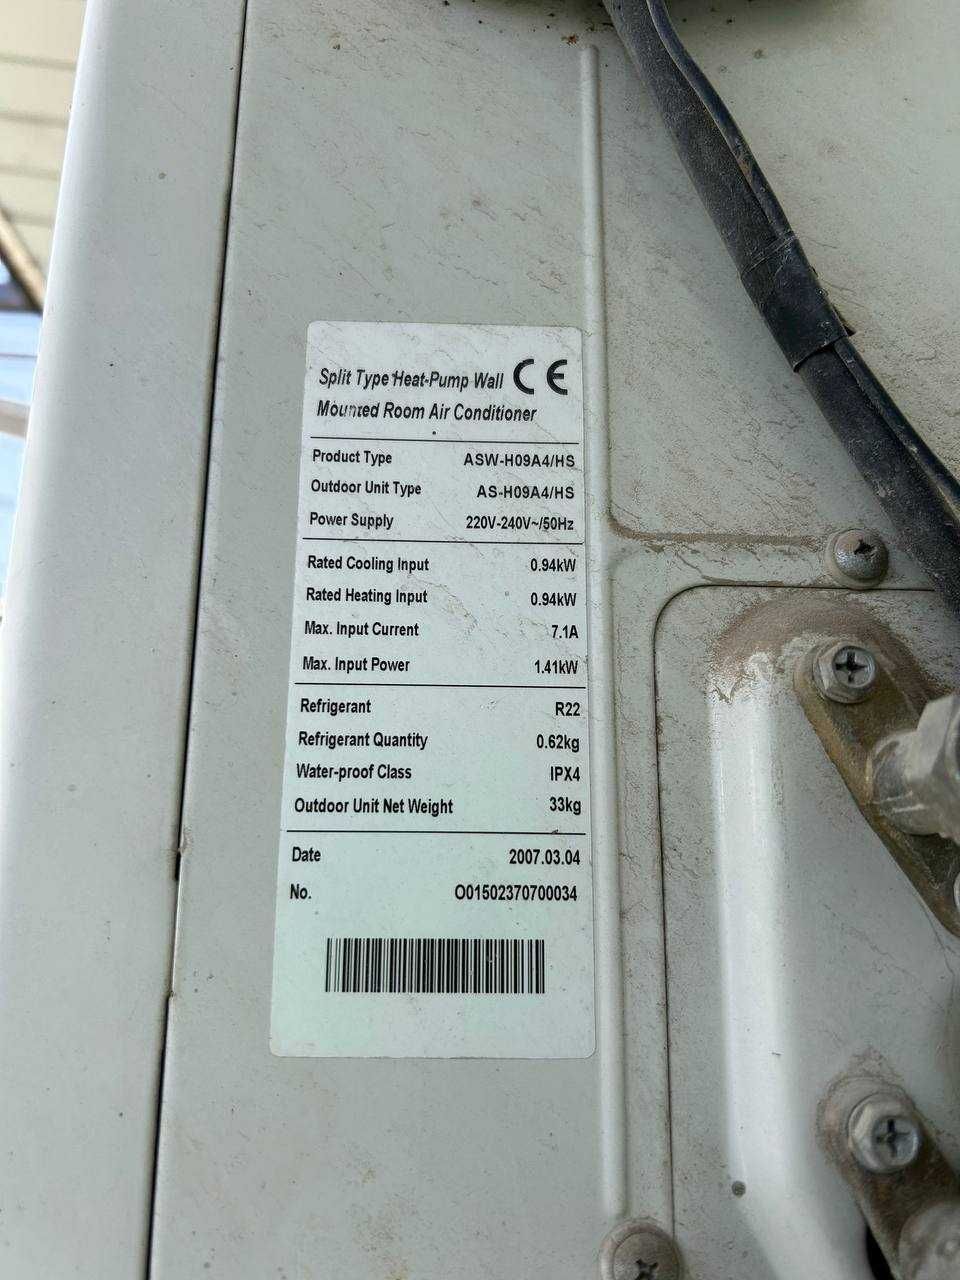 Split Type Heat-Pump Wall CE
Mounted Room Air Conditioner
Product Type ASW-H09A4/HS
Outdoor Unit Type AS-H09A4/HS
Power Supply 220V-240V~/50Hz
Rated Cooling Input 0.94kW
Rated Heating Input 0.94kW
Max. Input Current 7.1A
Max. Input Power 1.41kW
Refrigerant R22
Refrigerant Quantity 0.62kg
Water-proof Class IPX4
Outdoor Unit Net Weight 33kg
Date 2007.03.04
No. O01502370700034